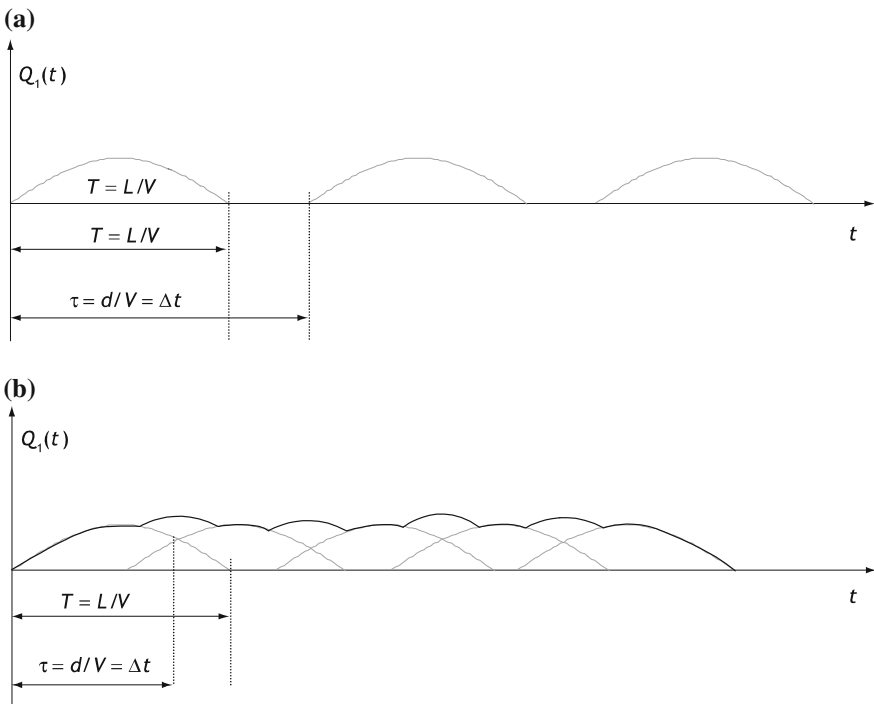 (a)
Q₁(t)
T = L/V
t
T = L/V
τ = d/V = Δt
(b)
Q₁(t)
t
T = L/V
τ = d/V = Δt